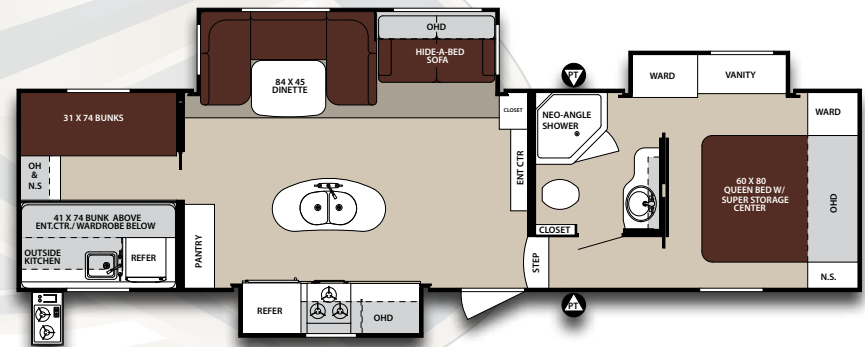 OHD
HIDE-A-BED
SOFA
84 X 45
DINETTE
31 X 74 BUNKS
OH
&
N.S
41 X 74 BUNK ABOVE
ENT.CTR./ WARDROBE BELOW
OUTSIDE
KITCHEN
REFER
PANTRY
REFER
OHD
CLOSET
ENT CTR
STEP
PT
NEO-ANGLE
SHOWER
CLOSET
PT
WARD
VANITY
WARD
60 X 80
QUEEN BED W/
SUPER STORAGE
CENTER
OHD
N.S.